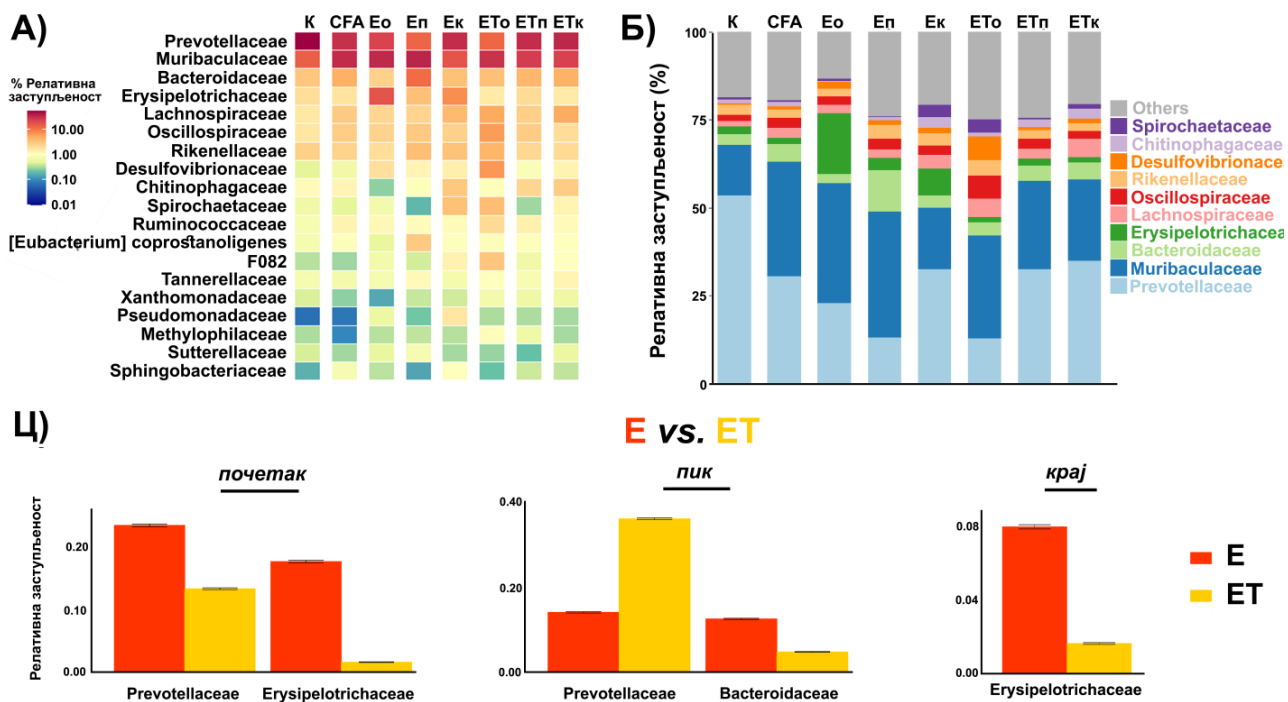 А)
К CFA Ео Еп Ек ЕТо ЕТп ЕТк
% Релативна
заступљеност
10.00
1.00
0.10
0.01
Prevotellaceae
Muribaculaceae
Bacteroidaceae
Erysipelotrichaceae
Lachnospiraceae
Oscillospiraceae
Rikenellaceae
Desulfovibrionaceae
Chitinophagaceae
Spirochaetaceae
Ruminococcaceae
[Eubacterium] coprostanoligenes
F082
Tannerellaceae
Xanthomonadaceae
Pseudomonadaceae
Methylophilaceae
Sutterellaceae
Sphingobacteriaceae
Б)
К CFA Ео Еп Ек ЕТо ЕТп ЕТк
Релативна заступљеност (%)
100
75
50
25
0
Others
Spirochaetaceae
Chitinophagaceae
Desulfovibrionace
Rikenellaceae
Oscillospiraceae
Lachnospiraceae
Erysipelotrichacea
Bacteroidaceae
Muribaculaceae
Prevotellaceae
Ц)
Е vs. ЕТ
почетак
Релативна заступљеност
0.20
0.10
0.00
Prevotellaceae Erysipelotrichaceae
пик
0.40
0.20
0.00
Prevotellaceae Bacteroidaceae
крај
0.08
0.04
0.00
Erysipelotrichaceae
Е
ЕТ